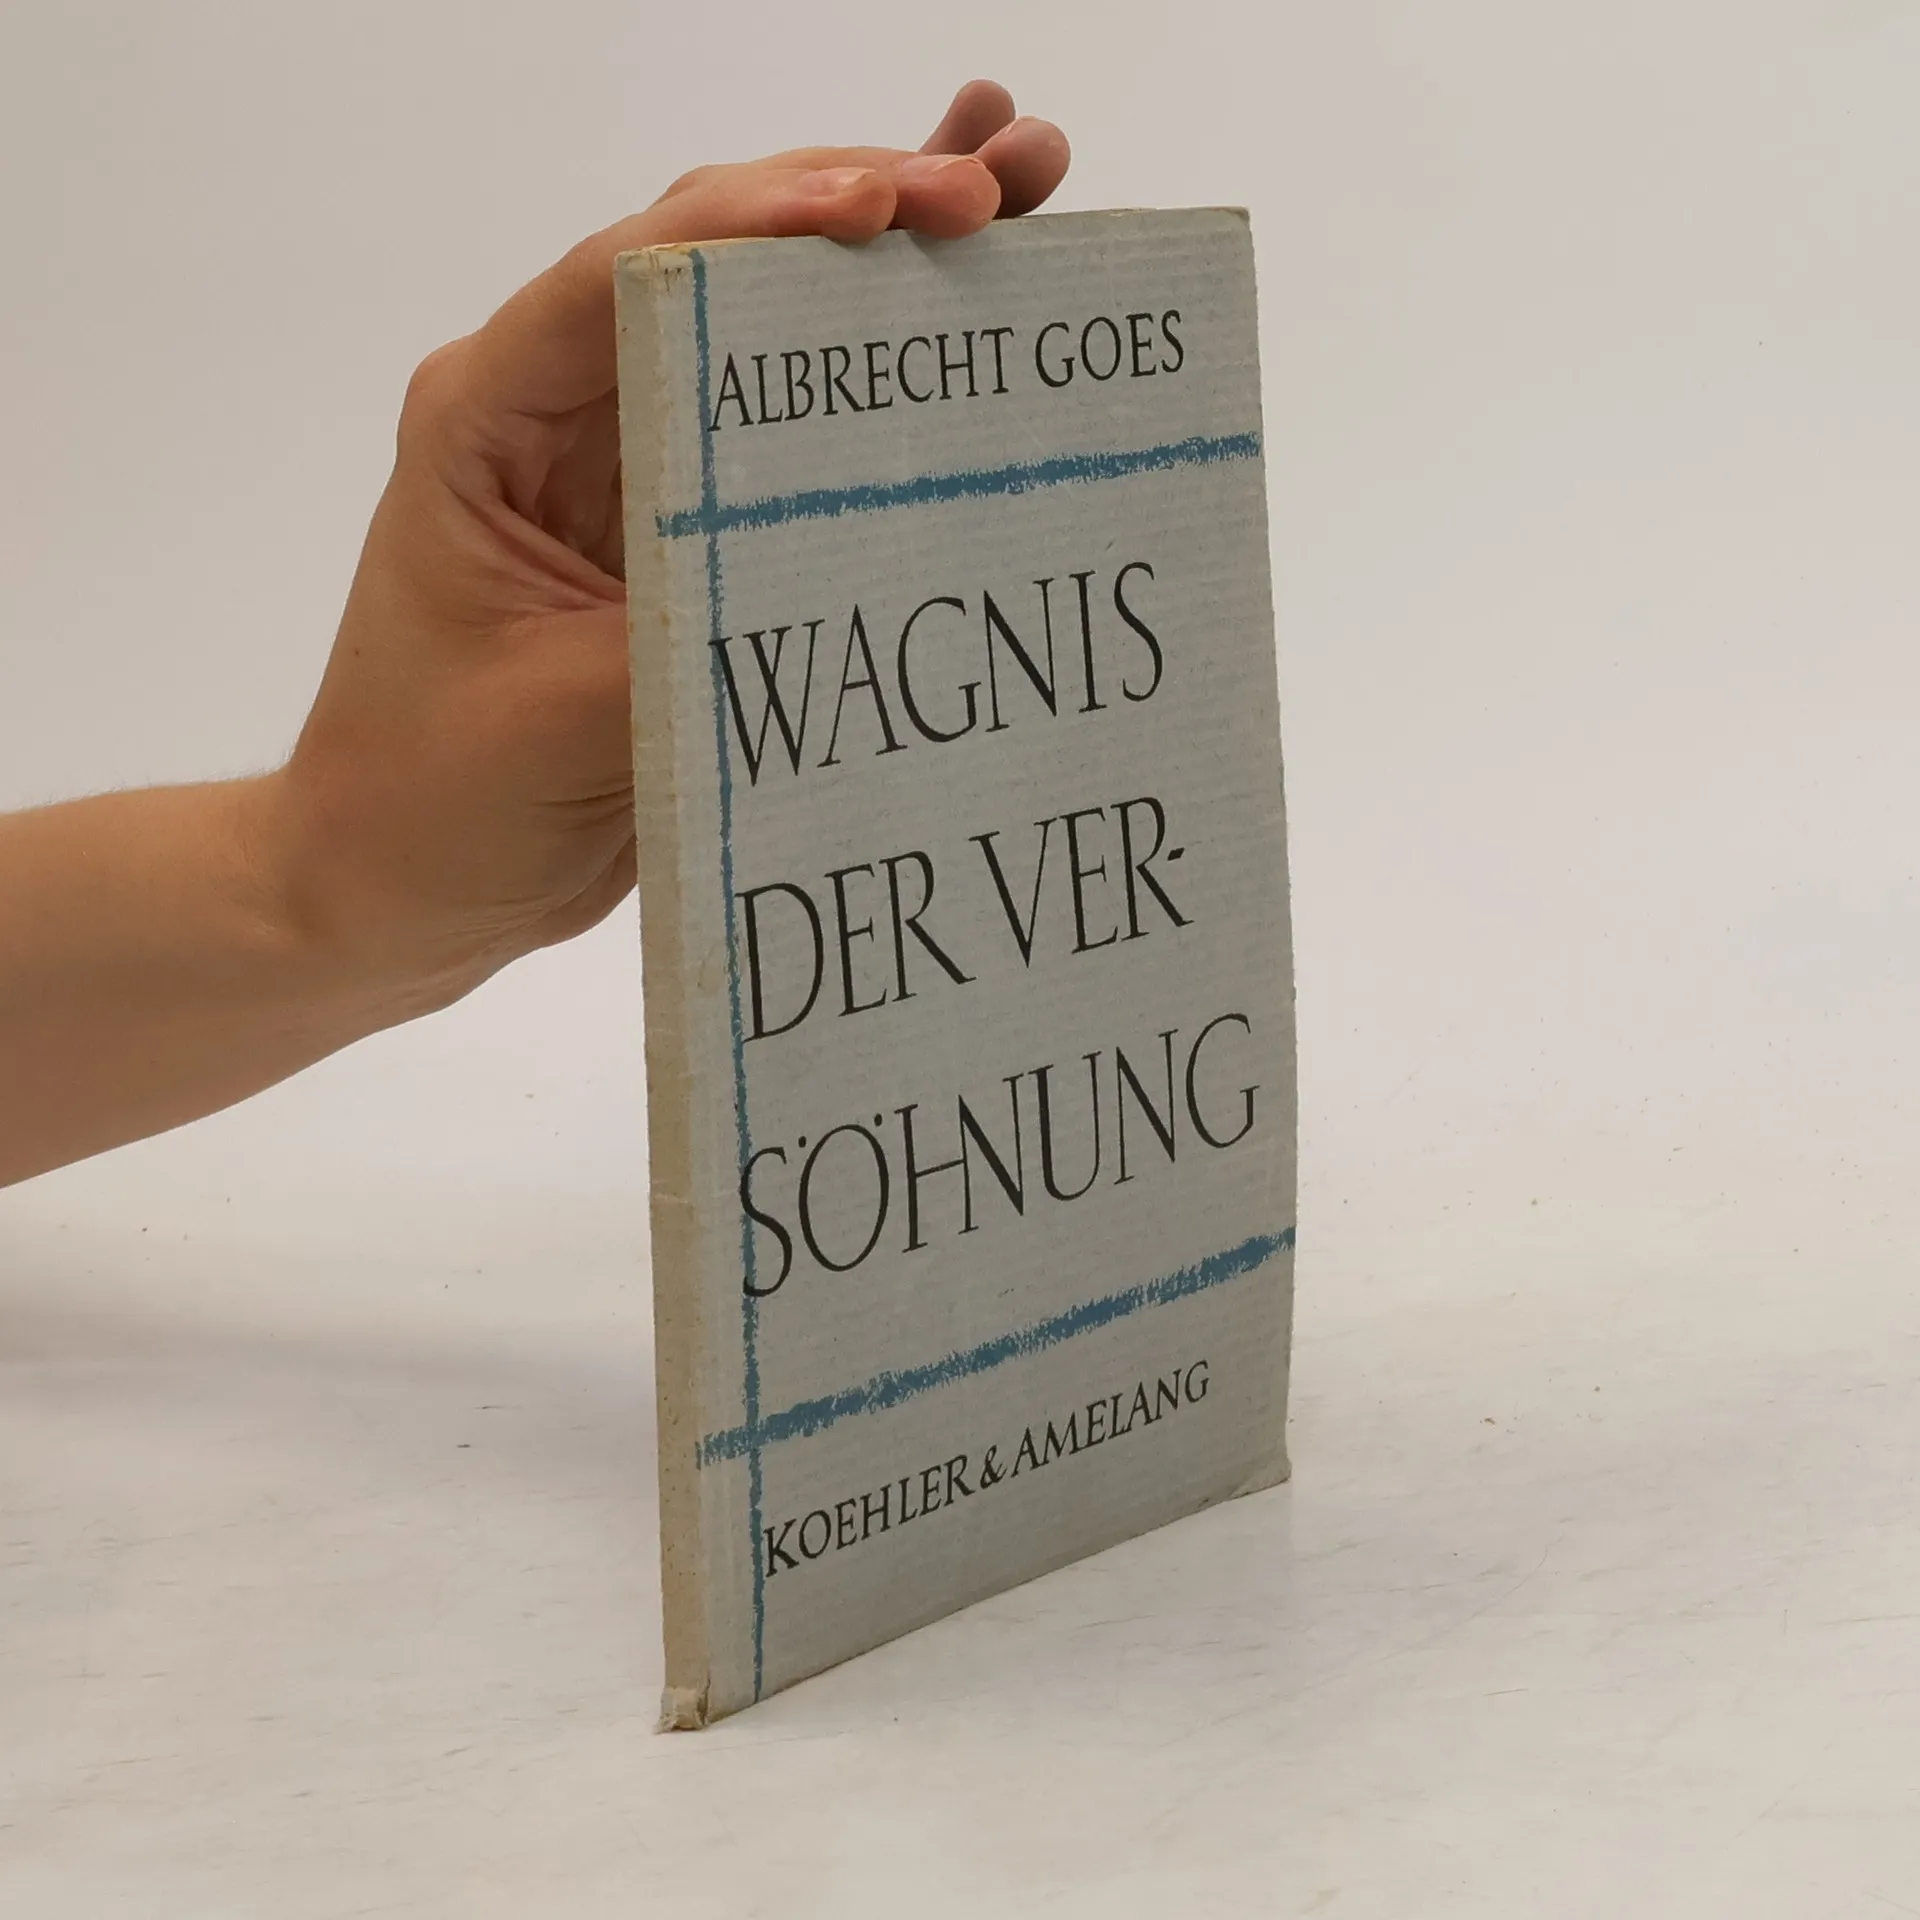 ALBRECHT GOES
WAGNIS
DER VER-
SÖHNUNG
KOEHLER & AMELANG